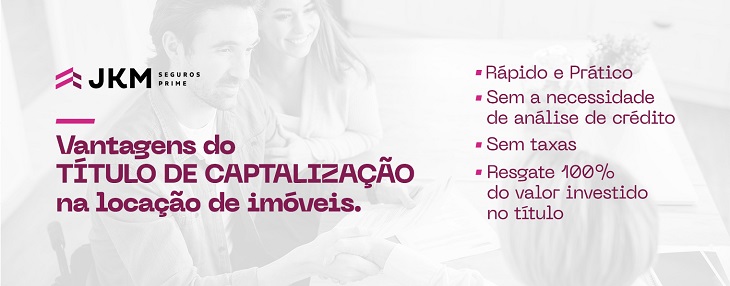 JKM SEGUROS
PRIME
Vantagens do
TÍTULO DE CAPTALIZAÇÃO
na locação de imóveis.
Rápido e Prático
Sem a necessidade
de análise de crédito
Sem taxas
Resgate 100%
do valor investido
no título